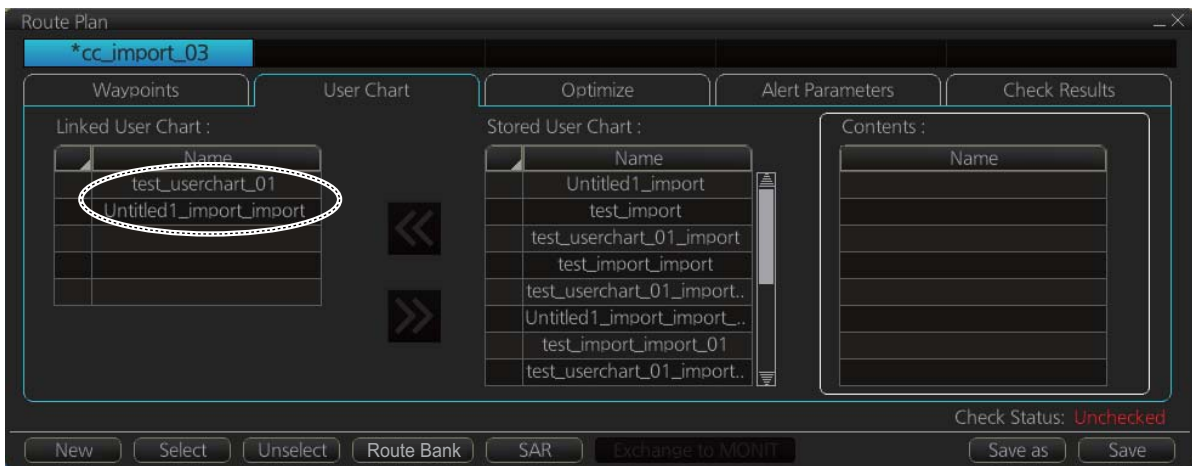 Route Plan
*cc_import_03
Waypoints User Chart Optimize Alert Parameters Check Results
Linked User Chart : Stored User Chart : Contents :
Name Name Name
test_userchart_01 Untitled1_import
Untitled1_import_import test_import
test_userchart_01_import
test_import_import
test_userchart_01_import..
Untitled1_import_import_..
test_import_import_01
test_userchart_01_import..
Check Status: Unchecked
New Select Unselect Route Bank SAR Exchange to MONIT Save as Save